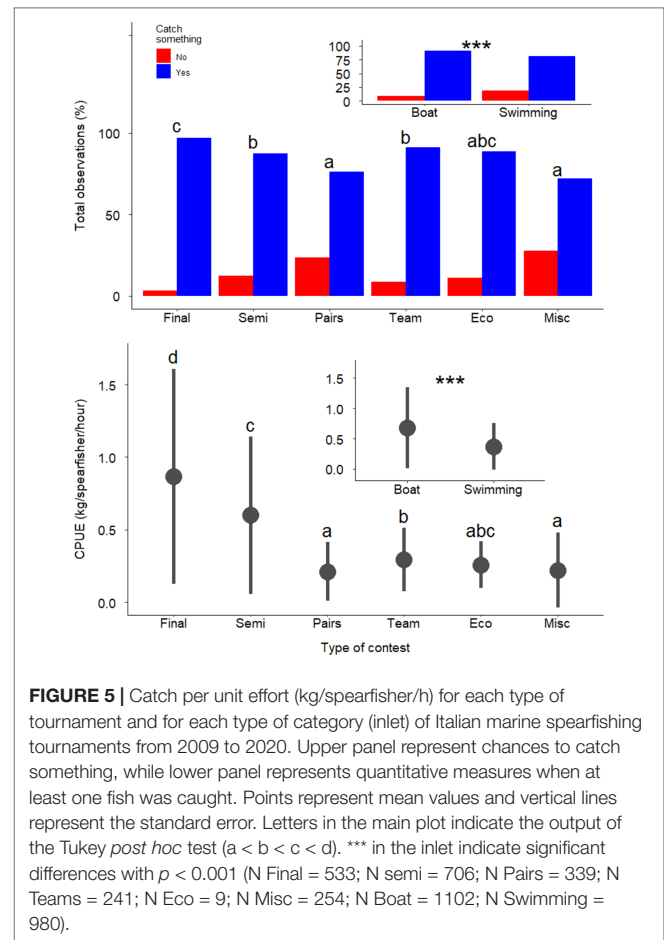 Catch
something
No
Yes
***
100
75
50
25
0
Boat
Swimming
Total observations (%)
100
50
0
c
b
a
b
abc
a
Final
Semi
Pairs
Team
Eco
Misc
CPUE (kg/spearfisher/hour)
1.5
1.0
0.5
0.0
d
c
a
b
abc
a
***
1.5
1.0
0.5
0.0
Boat
Swimming
Final
Semi
Pairs
Team
Eco
Misc
Type of contest
FIGURE 5 | Catch per unit effort (kg/spearfisher/h) for each type of
tournament and for each type of category (inlet) of Italian marine spearfishing
tournaments from 2009 to 2020. Upper panel represent chances to catch
something, while lower panel represents quantitative measures when at
least one fish was caught. Points represent mean values and vertical lines
represent the standard error. Letters in the main plot indicate the output of
the Tukey post hoc test (a < b < c < d). *** in the inlet indicate significant
differences with p < 0.001 (N Final = 533; N semi = 706; N Pairs = 339; N
Teams = 241; N Eco = 9; N Misc = 254; N Boat = 1102; N Swimming =
980).